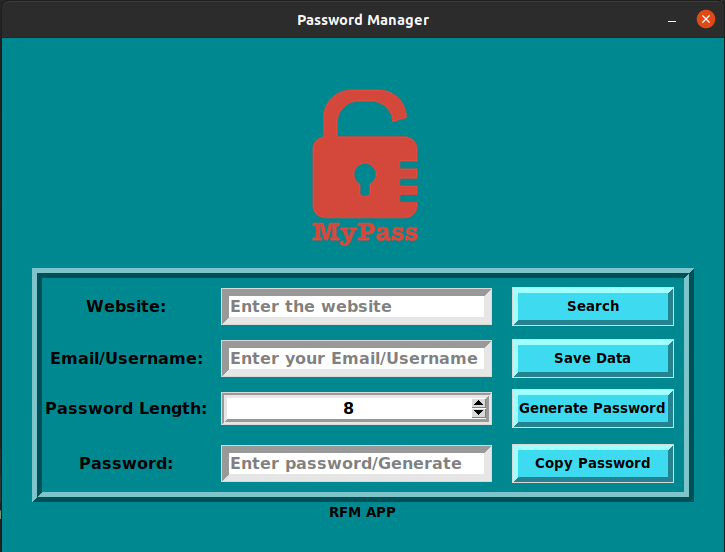 Password Manager
MyPass
Website:
Enter the website
Search
Email/Username:
Enter your Email/Username
Save Data
Password Length:
8
Generate Password
Password:
Enter password/Generate
Copy Password
RFM APP